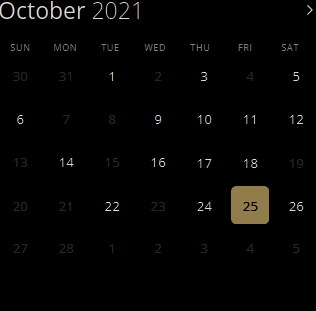 October 2021
SUN MON TUE WED THU FRI SAT
30 31 1 2 3 4 5
6 7 8 9 10 11 12
13 14 15 16 17 18 19
20 21 22 23 24 25 26
27 28 1 2 3 4 5